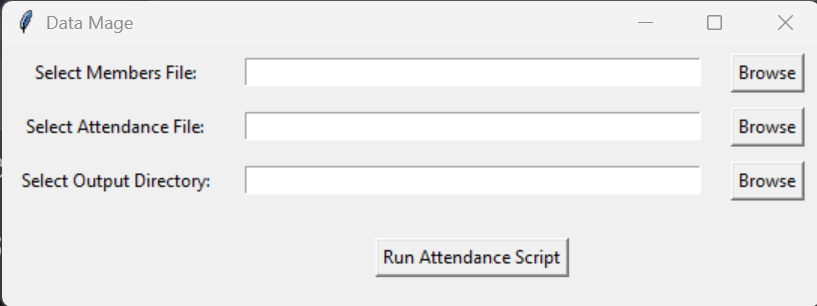 Data Mage
Select Members File: Browse
Select Attendance File: Browse
Select Output Directory: Browse
Run Attendance Script